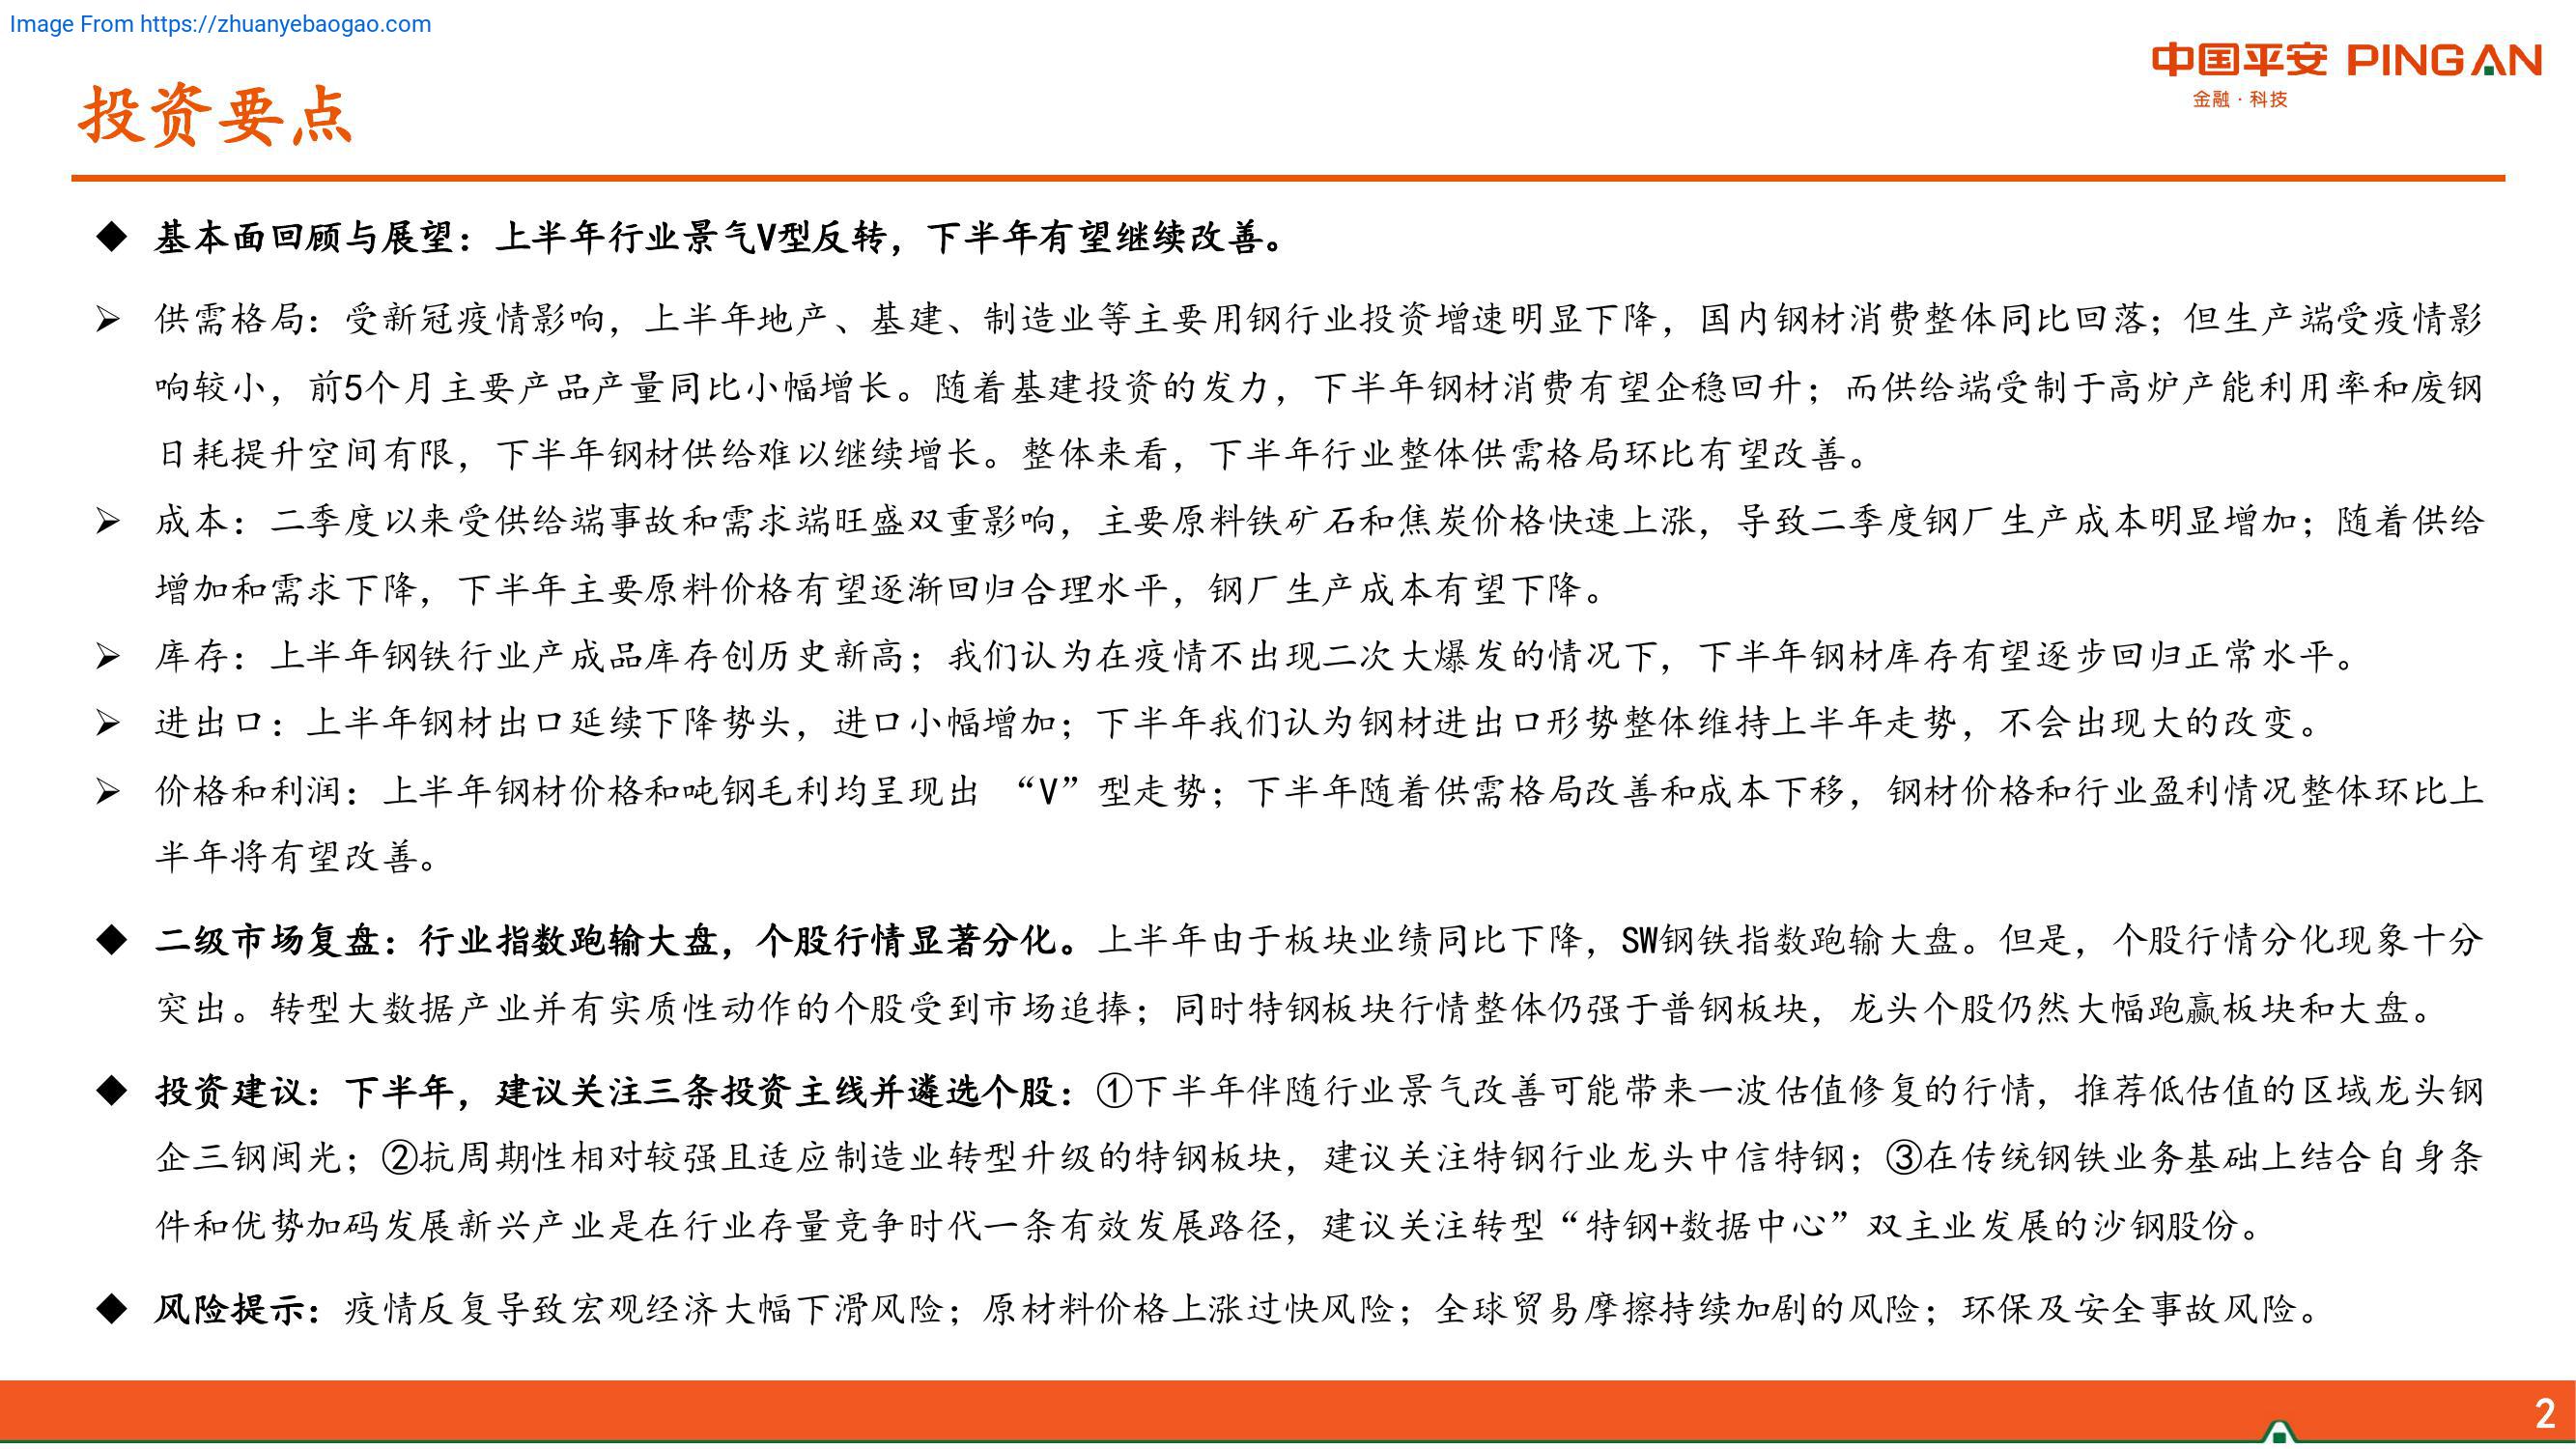 Image From https://zhuanyebaogao.com
中国平安 PINGAN
金融·科技
投资要点
◆ 基本面回顾与展望：上半年行业景气V型反转，下半年有望继续改善。
➢ 供需格局：受新冠疫情影响，上半年地产、基建、制造业等主要用钢行业投资增速明显下降，国内钢材消费整体同比回落；但生产端受疫情影
响较小，前5个月主要产品产量同比小幅增长。随着基建投资的发力，下半年钢材消费有望企稳回升；而供给端受制于高炉产能利用率和废钢
日耗提升空间有限，下半年钢材供给难以继续增长。整体来看，下半年行业整体供需格局环比有望改善。
➢ 成本：二季度以来受供给端事故和需求端旺盛双重影响，主要原料铁矿石和焦炭价格快速上涨，导致二季度钢厂生产成本明显增加；随着供给
增加和需求下降，下半年主要原料价格有望逐渐回归合理水平，钢厂生产成本有望下降。
➢ 库存：上半年钢铁行业产成品库存创历史新高；我们认为在疫情不出现二次大爆发的情况下，下半年钢材库存有望逐步回归正常水平。
➢ 进出口：上半年钢材出口延续下降势头，进口小幅增加；下半年我们认为钢材进出口形势整体维持上半年走势，不会出现大的改变。
➢ 价格和利润：上半年钢材价格和吨钢毛利均呈现出 “V”型走势；下半年随着供需格局改善和成本下移，钢材价格和行业盈利情况整体环比上
半年将有望改善。
◆ 二级市场复盘：行业指数跑输大盘，个股行情显著分化。上半年由于板块业绩同比下降，SW钢铁指数跑输大盘。但是，个股行情分化现象十分
突出。转型大数据产业并有实质性动作的个股受到市场追捧；同时特钢板块行情整体仍强于普钢板块，龙头个股仍然大幅跑赢板块和大盘。
◆ 投资建议：下半年，建议关注三条投资主线并遴选个股：①下半年伴随行业景气改善可能带来一波估值修复的行情，推荐低估值的区域龙头钢
企三钢闽光；②抗周期性相对较强且适应制造业转型升级的特钢板块，建议关注特钢行业龙头中信特钢；③在传统钢铁业务基础上结合自身条
件和优势加码发展新兴产业是在行业存量竞争时代一条有效发展路径，建议关注转型“特钢+数据中心”双主业发展的沙钢股份。
◆ 风险提示：疫情反复导致宏观经济大幅下滑风险；原材料价格上涨过快风险；全球贸易摩擦持续加剧的风险；环保及安全事故风险。
2